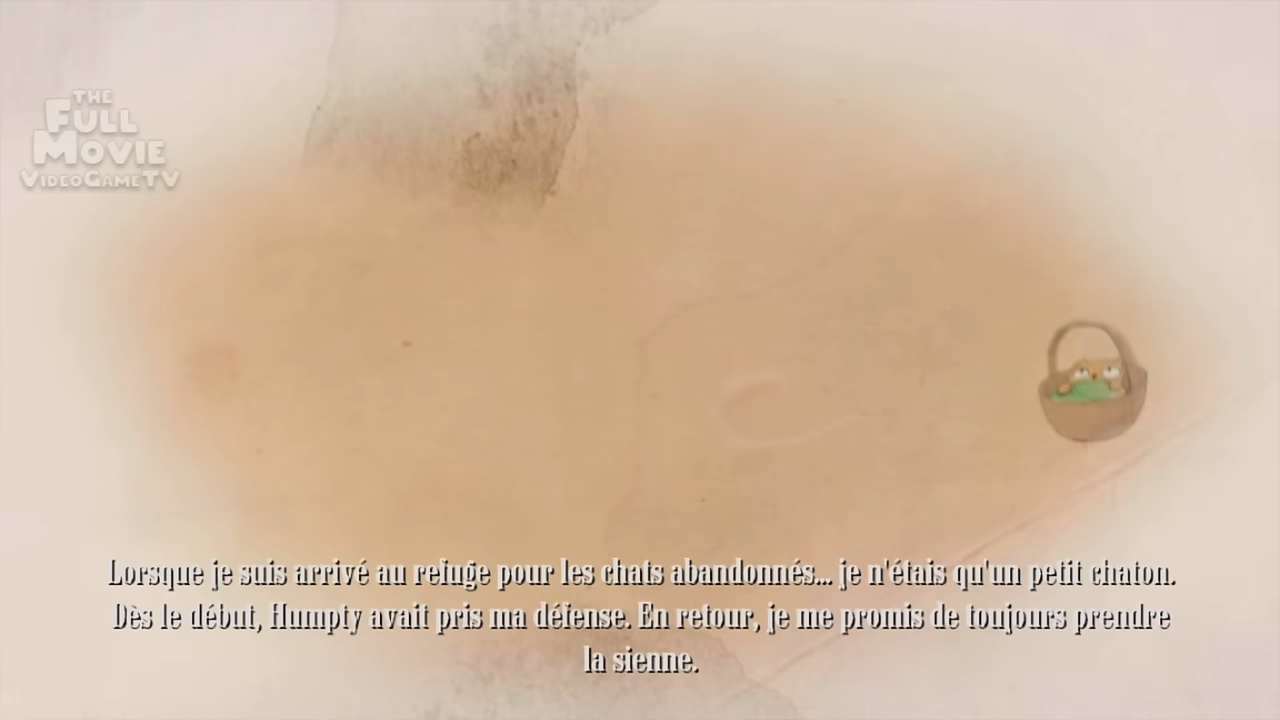 THE
FULL
MOVIE
VIDEOGAMETV
Lorsque je suis arrivé au refuge pour les chats abandonnés... je n'étais qu'un petit chaton.
Dès le début, Humpty avait pris ma défense. En retour, je me promis de toujours prendre
la sienne.